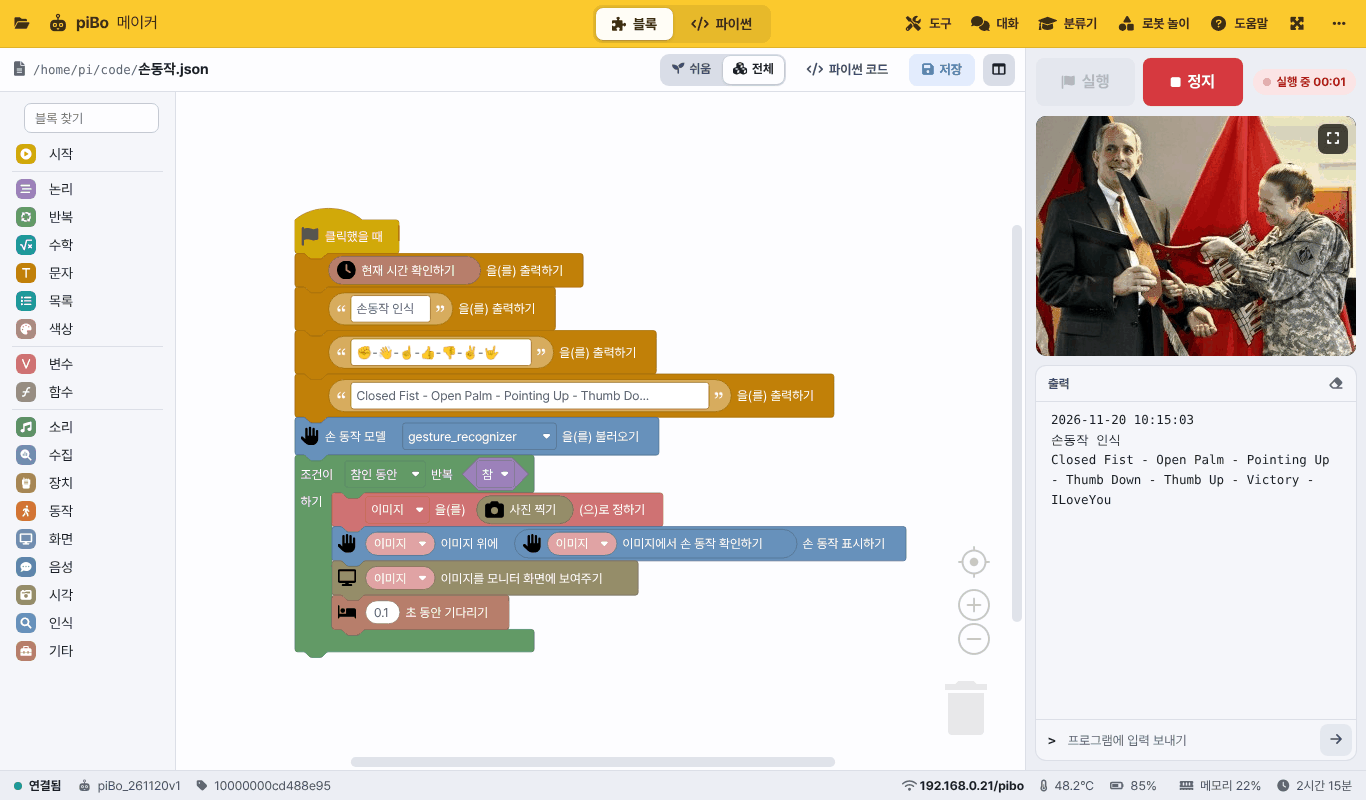 piBo 메이커
블록
파이썬
도구
대화
분류기
로봇 놀이
도움말
/home/pi/code/손동작.json
쉬움
전체
파이썬 코드
저장
실행
정지
실행 중 00:01
블록 찾기
시작
논리
반복
수학
문자
목록
색상
변수
함수
소리
수집
장치
동작
화면
음성
시각
인식
기타
클릭했을 때
현재 시간 확인하기 을(를) 출력하기
“ 손동작 인식 ” 을(를) 출력하기
“ ✊-👋-☝-👍-👎-✌-🤟 ” 을(를) 출력하기
“ Closed Fist - Open Palm - Pointing Up - Thumb Do... ” 을(를) 출력하기
손 동작 모델 gesture_recognizer 을(를) 불러오기
조건이 참인 동안 반복 참
하기
이미지 을(를) 사진 찍기 (으)로 정하기
이미지 이미지 위에 이미지 이미지에서 손 동작 확인하기 손 동작 표시하기
이미지 이미지를 모니터 화면에 보여주기
0.1 초 동안 기다리기
출력
2026-11-20 10:15:03
손동작 인식
Closed Fist - Open Palm - Pointing Up
- Thumb Down - Thumb Up - Victory -
ILoveYou
> 프로그램에 입력 보내기
연결됨
piBo_261120v1
10000000cd488e95
192.168.0.21/pibo
48.2°C
85%
메모리 22%
2시간 15분